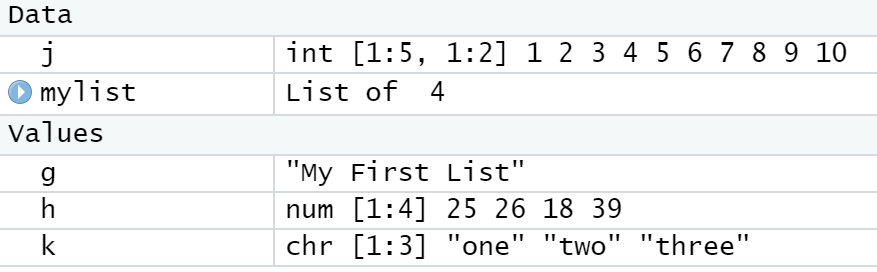 Data
j int [1:5, 1:2] 1 2 3 4 5 6 7 8 9 10
mylist List of  4
Values
g "My First List"
h num [1:4] 25 26 18 39
k chr [1:3] "one" "two" "three"